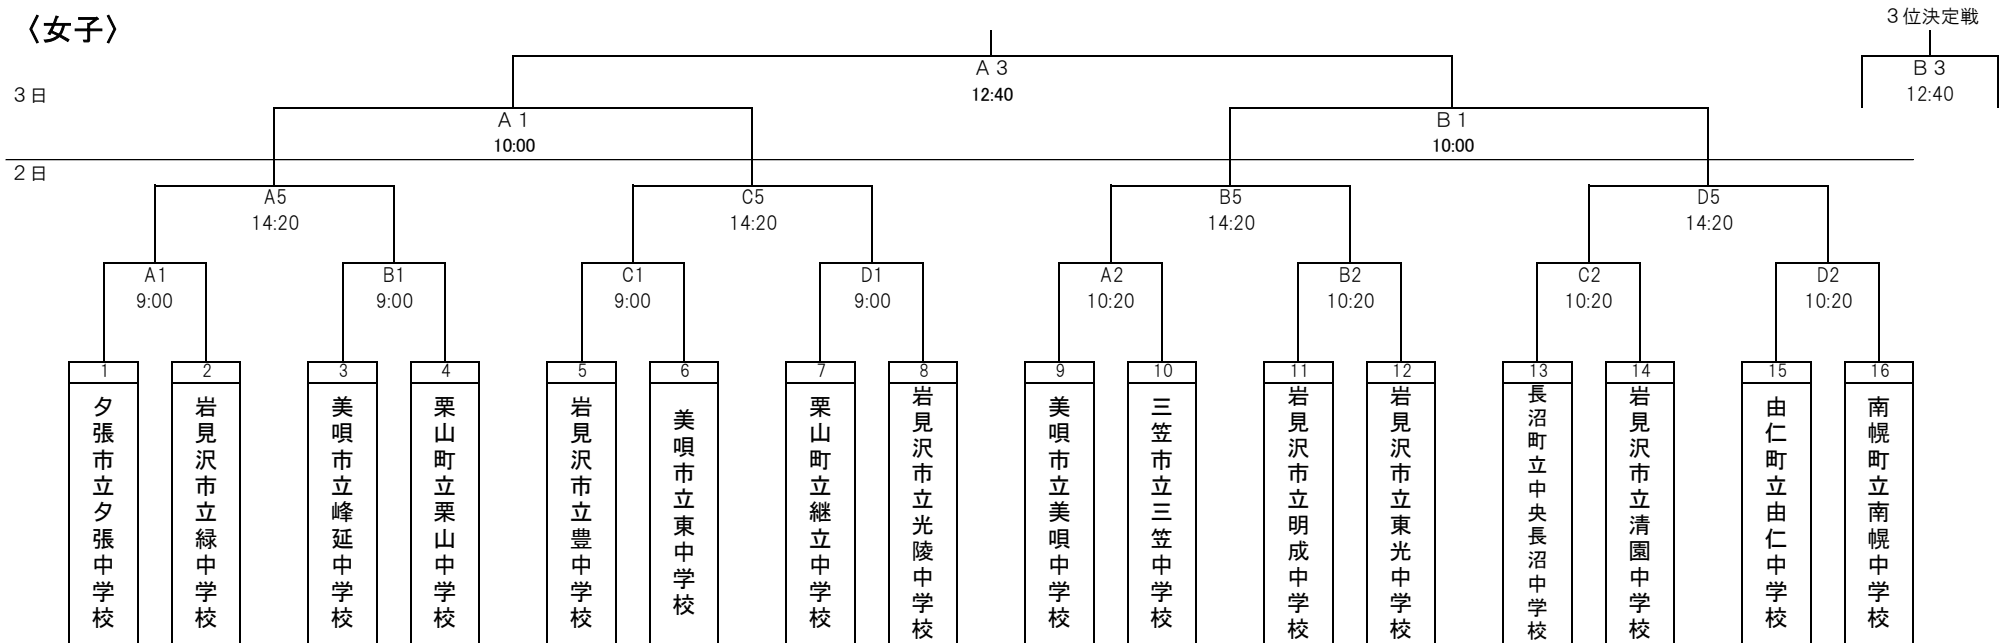 〈女子〉
３位決定戦
A 3
12:40
B 3
12:40
3日
A 1
10:00
B 1
10:00
2日
A5
14:20
C5
14:20
B5
14:20
D5
14:20
A1
9:00
B1
9:00
C1
9:00
D1
9:00
A2
10:20
B2
10:20
C2
10:20
D2
10:20
1
夕張市立夕張中学校
2
岩見沢市立緑中学校
3
美唄市立峰延中学校
4
栗山町立栗山中学校
5
岩見沢市立豊中学校
6
美唄市立東中学校
7
栗山町立継立中学校
8
岩見沢市立光陵中学校
9
美唄市立美唄中学校
10
三笠市立三笠中学校
11
岩見沢市立明成中学校
12
岩見沢市立東光中学校
13
長沼町立中央長沼中学校
14
岩見沢市立清園中学校
15
由仁町立由仁中学校
16
南幌町立南幌中学校